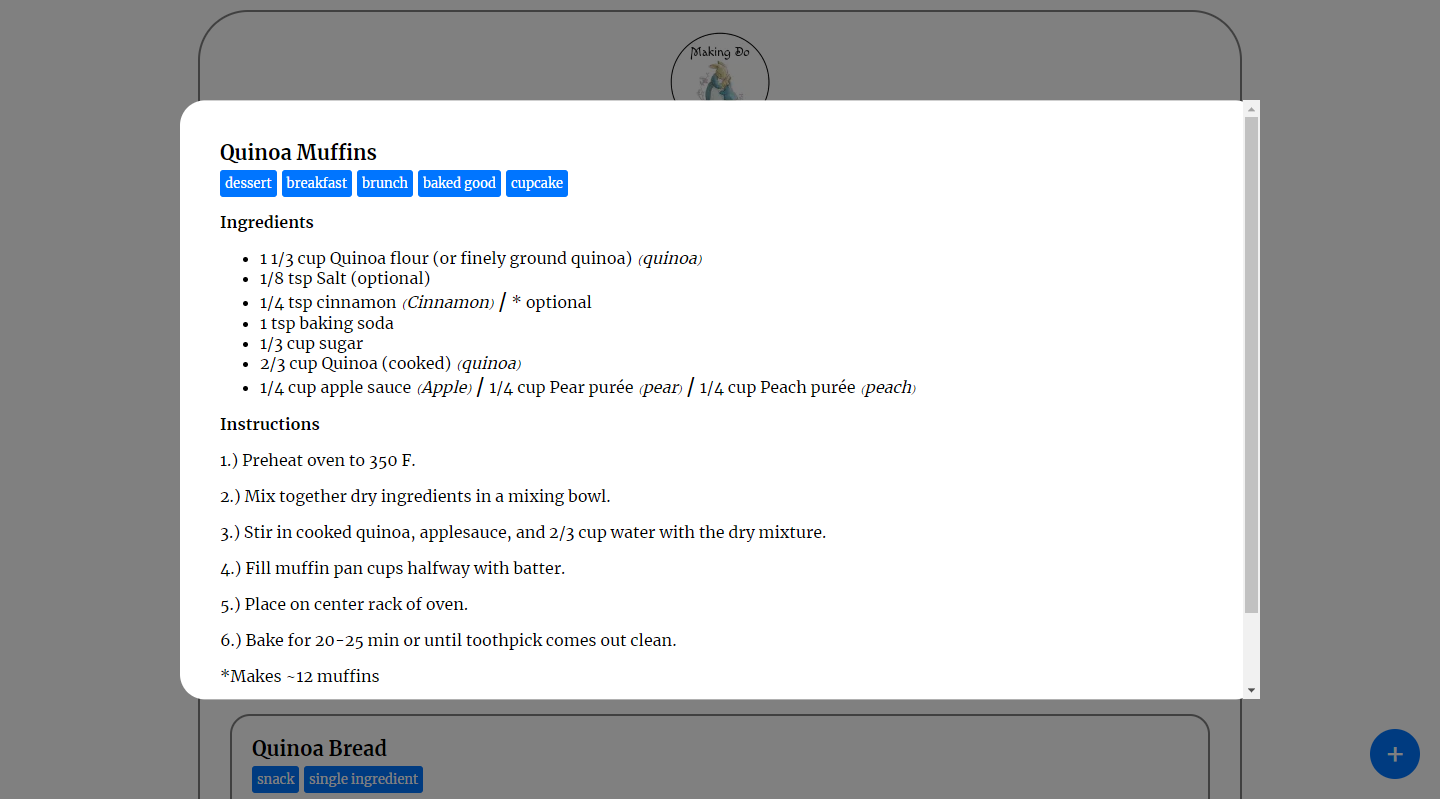 Making Do
Quinoa Muffins
dessert breakfast brunch baked good cupcake
Ingredients
• 1 1/3 cup Quinoa flour (or finely ground quinoa) (quinoa)
• 1/8 tsp Salt (optional)
• 1/4 tsp cinnamon (Cinnamon) / * optional
• 1 tsp baking soda
• 1/3 cup sugar
• 2/3 cup Quinoa (cooked) (quinoa)
• 1/4 cup apple sauce (Apple) / 1/4 cup Pear purée (pear) / 1/4 cup Peach purée (peach)
Instructions
1.) Preheat oven to 350 F.
2.) Mix together dry ingredients in a mixing bowl.
3.) Stir in cooked quinoa, applesauce, and 2/3 cup water with the dry mixture.
4.) Fill muffin pan cups halfway with batter.
5.) Place on center rack of oven.
6.) Bake for 20-25 min or until toothpick comes out clean.
*Makes ~12 muffins
Quinoa Bread
snack single ingredient
+